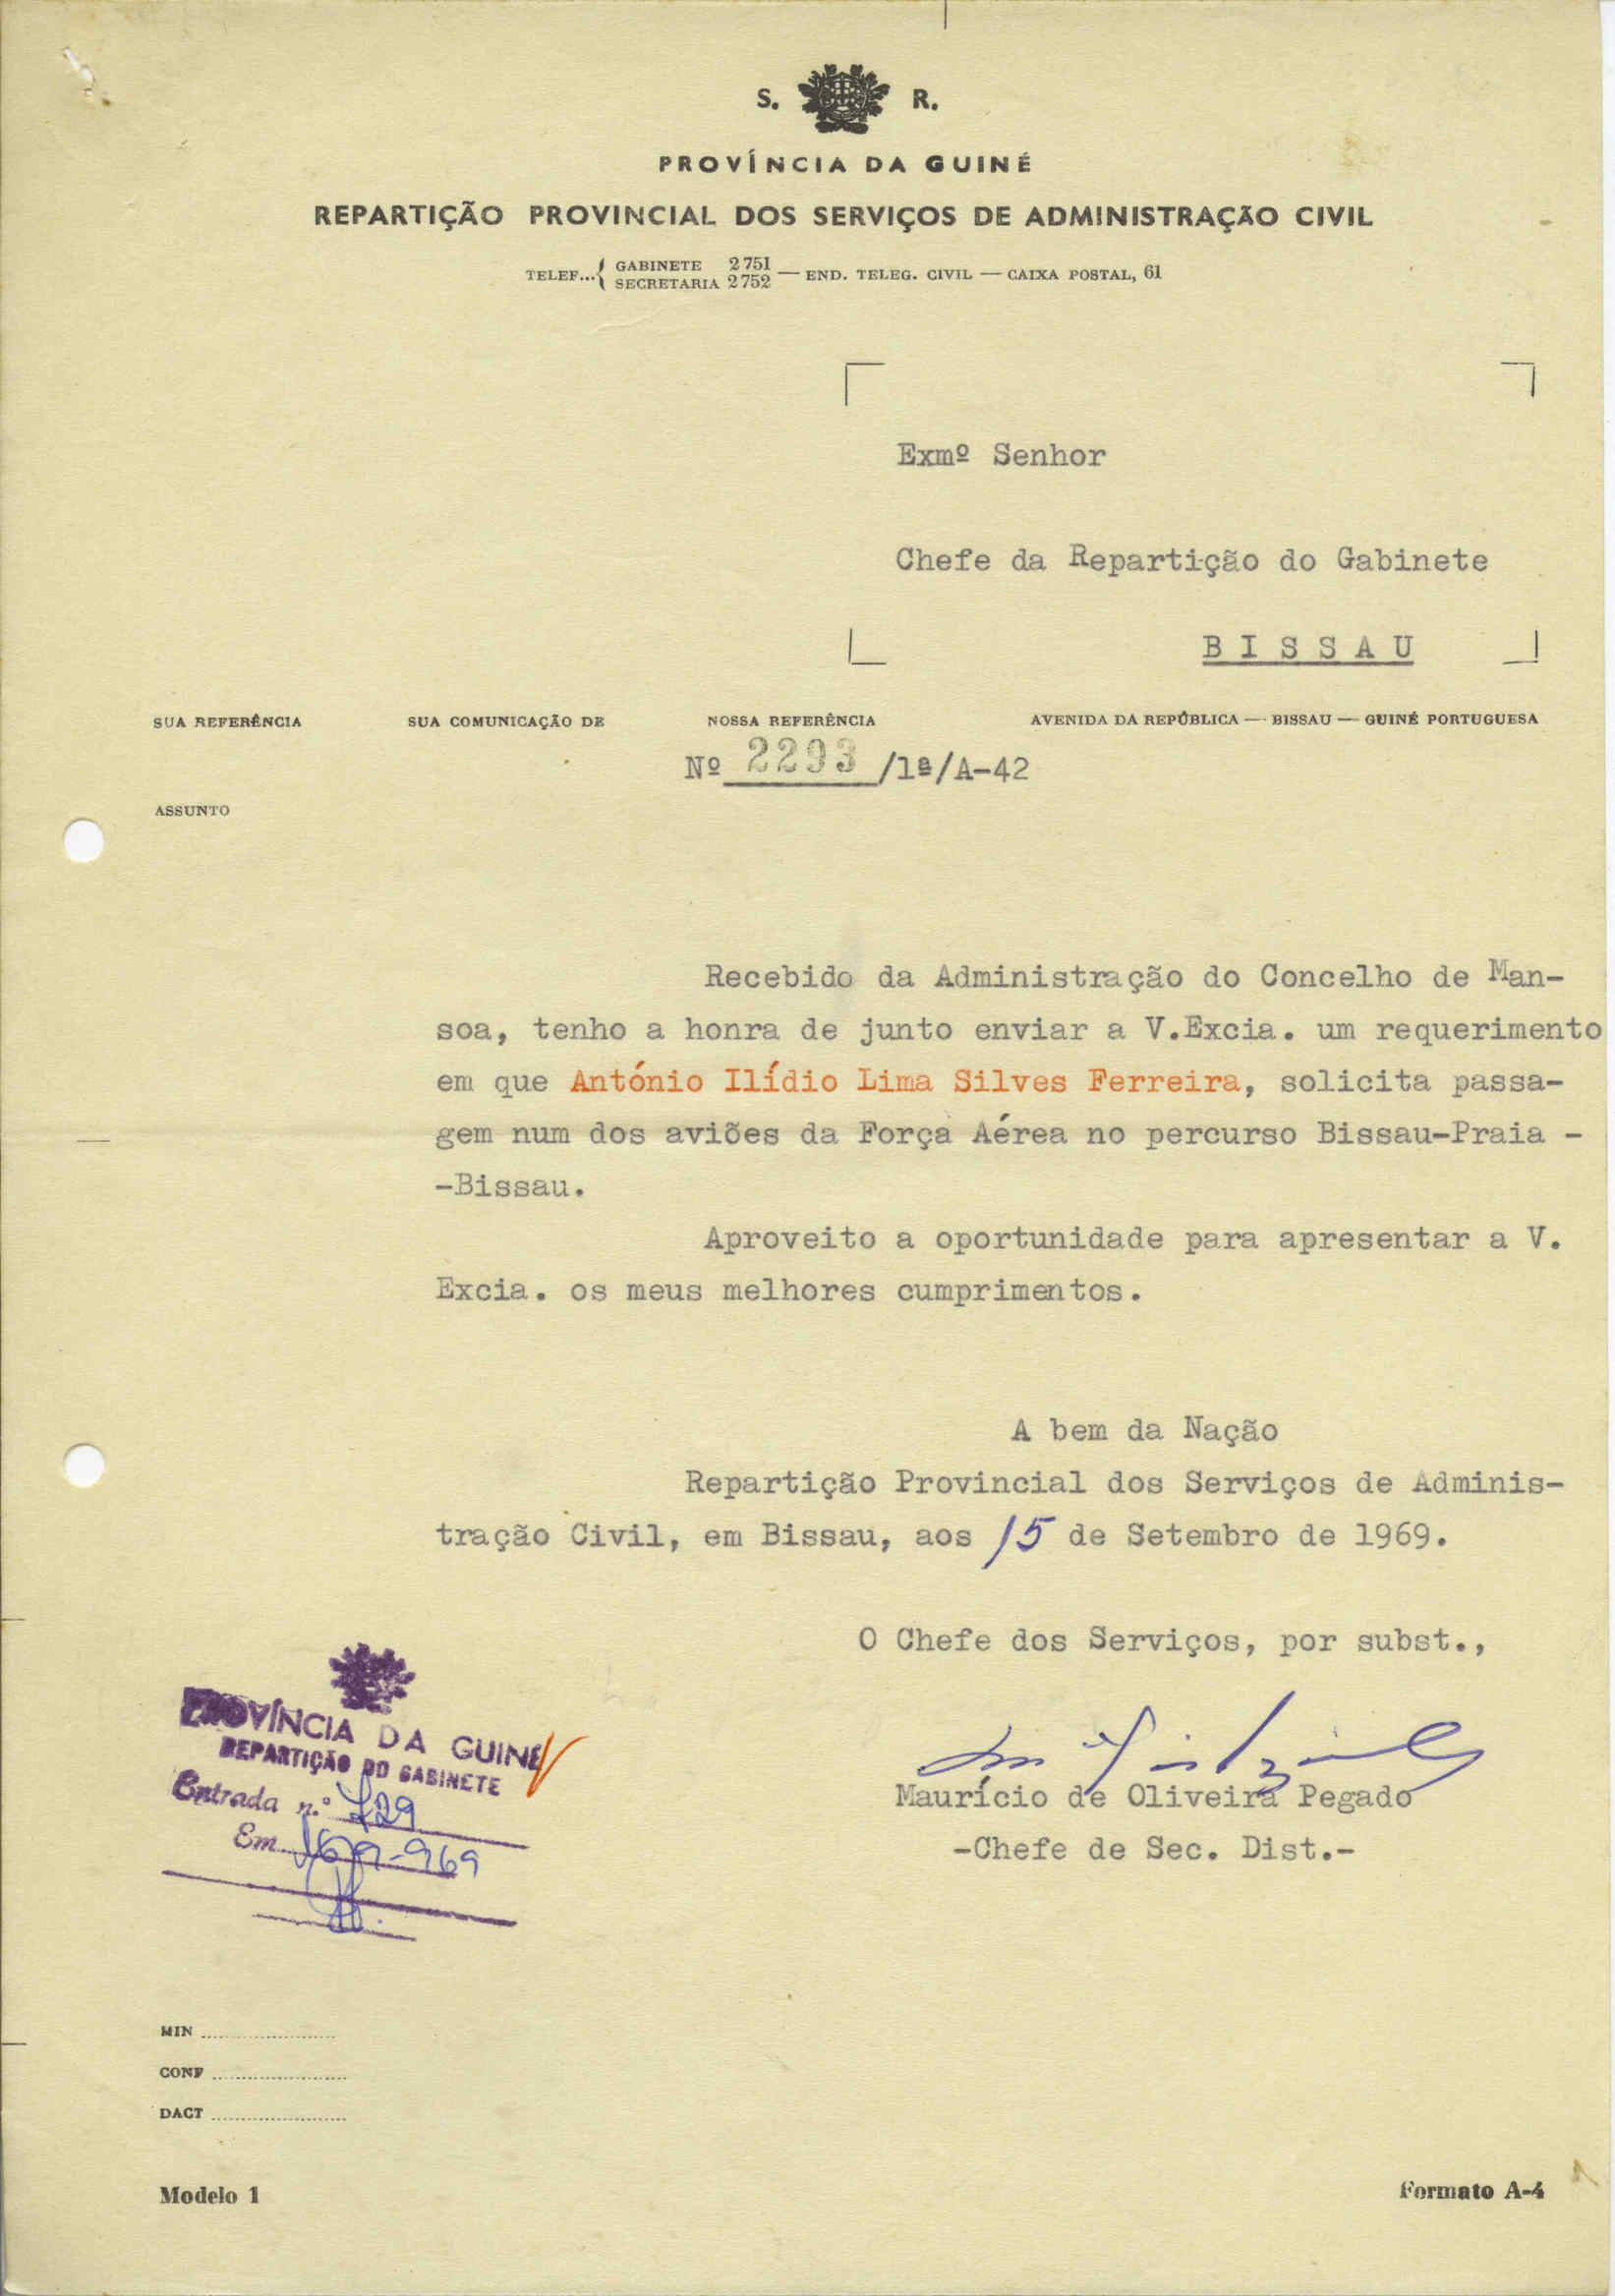 S. R.
PROVÍNCIA DA GUINÉ
REPARTIÇÃO PROVINCIAL DOS SERVIÇOS DE ADMINISTRAÇÃO CIVIL
TELEF... { GABINETE 2751
SECRETARIA 2752 — END. TELEG. CIVIL — CAIXA POSTAL, 61
Exmº Senhor
Chefe da Repartição do Gabinete
B I S S A U
SUA REFERÊNCIA SUA COMUNICAÇÃO DE NOSSA REFERÊNCIA AVENIDA DA REPÚBLICA — BISSAU — GUINÉ PORTUGUESA
Nº 2293 /1ª/A-42
ASSUNTO
Recebido da Administração do Concelho de Man-
soa, tenho a honra de junto enviar a V.Excia. um requerimento
em que António Ilídio Lima Silves Ferreira, solicita passa-
gem num dos aviões da Força Aérea no percurso Bissau-Praia -
-Bissau.
Aproveito a oportunidade para apresentar a V.
Excia. os meus melhores cumprimentos.
A bem da Nação
Repartição Provincial dos Serviços de Adminis-
tração Civil, em Bissau, aos 15 de Setembro de 1969.
O Chefe dos Serviços, por subst.,
Maurício de Oliveira Pegado
-Chefe de Sec. Dist.-
PROVÍNCIA DA GUINÉ
REPARTIÇÃO DO GABINETE
Entrada n.º 729
Em 16/9-969
MIN
CONF
DACT
Modelo 1 Formato A-4